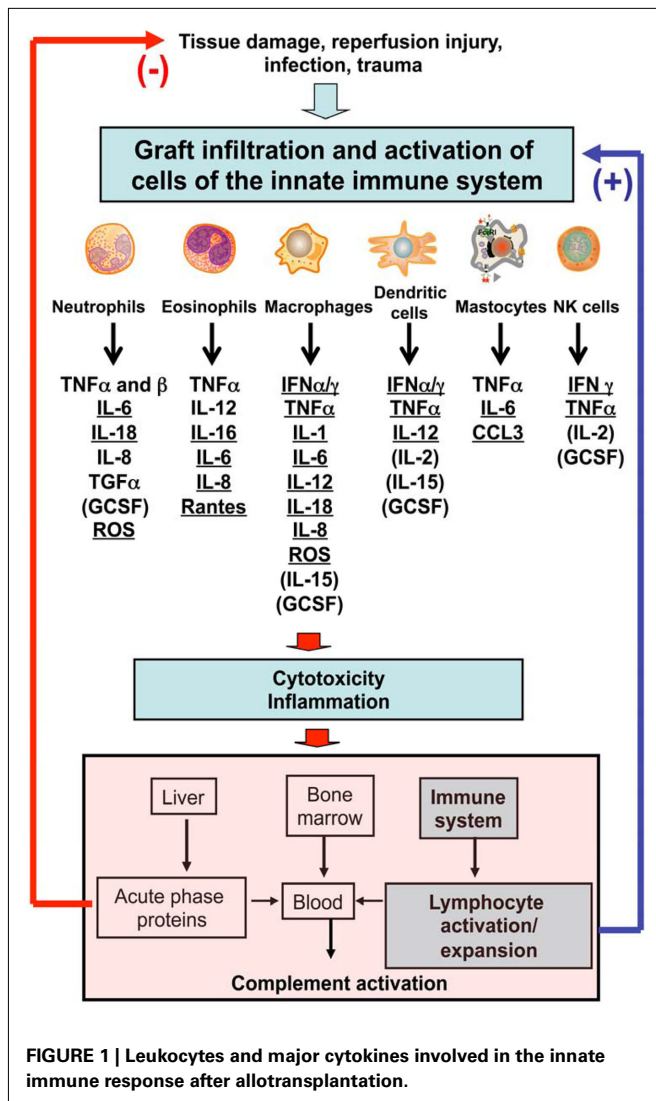 Tissue damage, reperfusion injury,
infection, trauma
(-)
Graft infiltration and activation of
cells of the innate immune system
(+)
FcεRI
Neutrophils
Eosinophils
Macrophages
Dendritic
cells
Mastocytes
NK cells
TNFα and β
IL-6
IL-18
IL-8
TGFα
(GCSF)
ROS
TNFα
IL-12
IL-16
IL-6
IL-8
Rantes
IFNα/γ
TNFα
IL-1
IL-6
IL-12
IL-18
IL-8
ROS
(IL-15)
(GCSF)
IFNα/γ
TNFα
IL-12
(IL-2)
(IL-15)
(GCSF)
TNFα
IL-6
CCL3
IFN γ
TNFα
(IL-2)
(GCSF)
Cytotoxicity
Inflammation
Liver
Bone
marrow
Immune
system
Acute phase
proteins
Blood
Lymphocyte
activation/
expansion
Complement activation
FIGURE 1 | Leukocytes and major cytokines involved in the innate
immune response after allotransplantation.